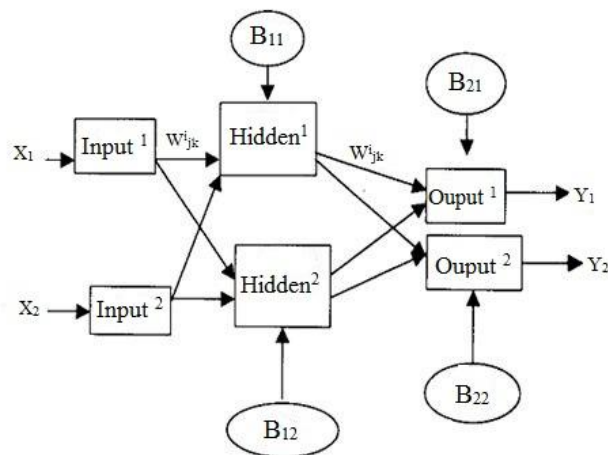 B₁₁
B₂₁
X₁
Input ¹
Wⁱⱼₖ
Hidden¹
Wⁱⱼₖ
Ouput ¹
Y₁
X₂
Input ²
Hidden²
Ouput ²
Y₂
B₁₂
B₂₂